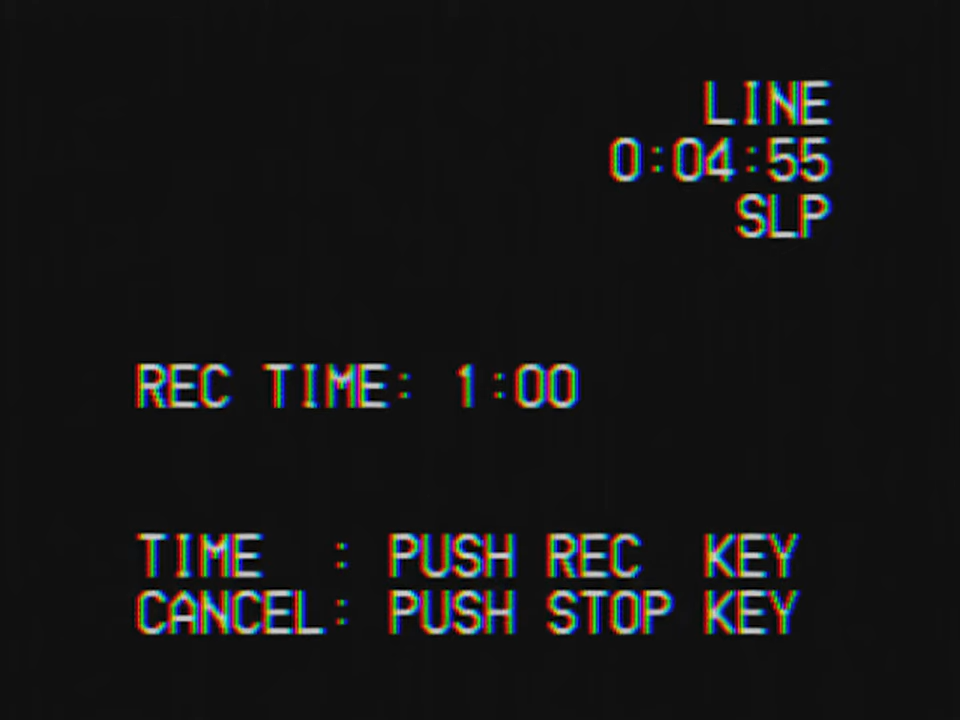 LINE
0:04:55
SLP
REC TIME: 1:00
TIME : PUSH REC KEY
CANCEL: PUSH STOP KEY